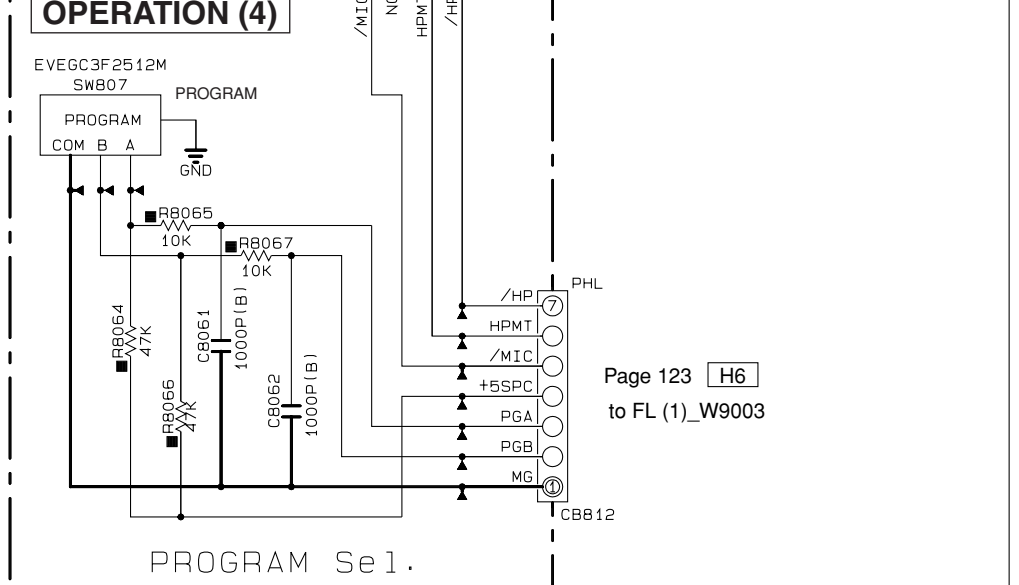 OPERATION (4)
/MIC
HPMT
EVEGC3F2512M
SW807
PROGRAM
PROGRAM
COM B A
GND
R8065
10K
R8067
10K
R8064
47K
R8066
47K
C8061
1000P(B)
C8062
1000P(B)
PHL
/HP
7
HPMT
/MIC
+5SPC
PGA
PGB
MG
1
CB812
Page 123 H6
to FL (1)_W9003
PROGRAM Sel.